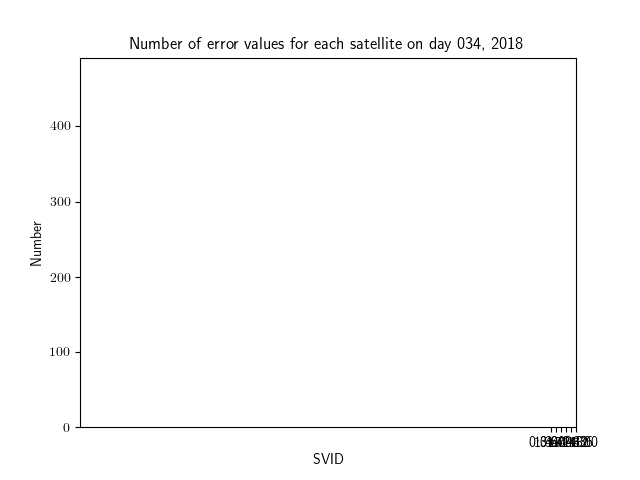 Number of error values for each satellite on day 034, 2018
400
300
200
100
0
Number
SVID